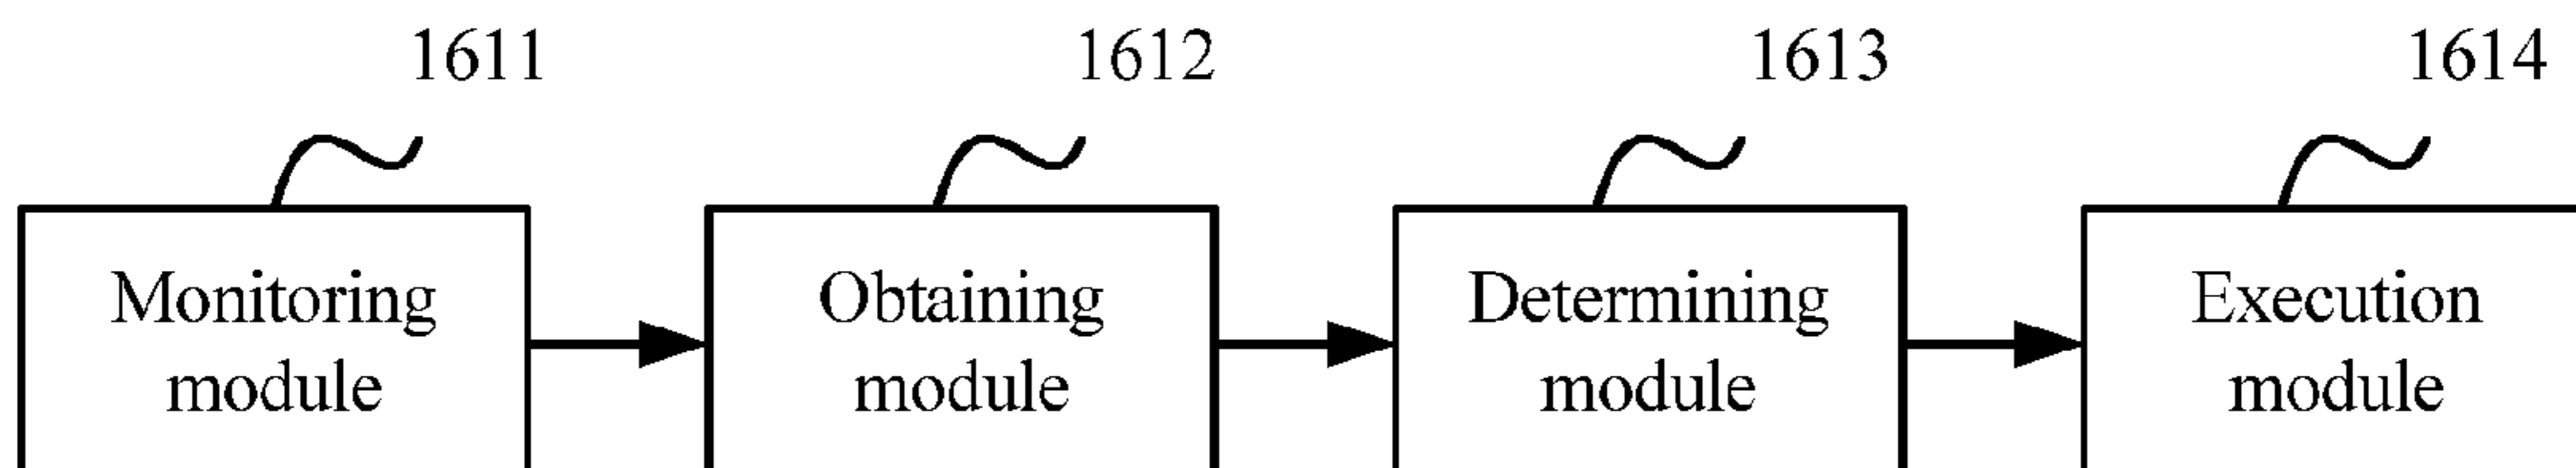 1611
1612
1613
1614
Monitoring
module
Obtaining
module
Determining
module
Execution
module